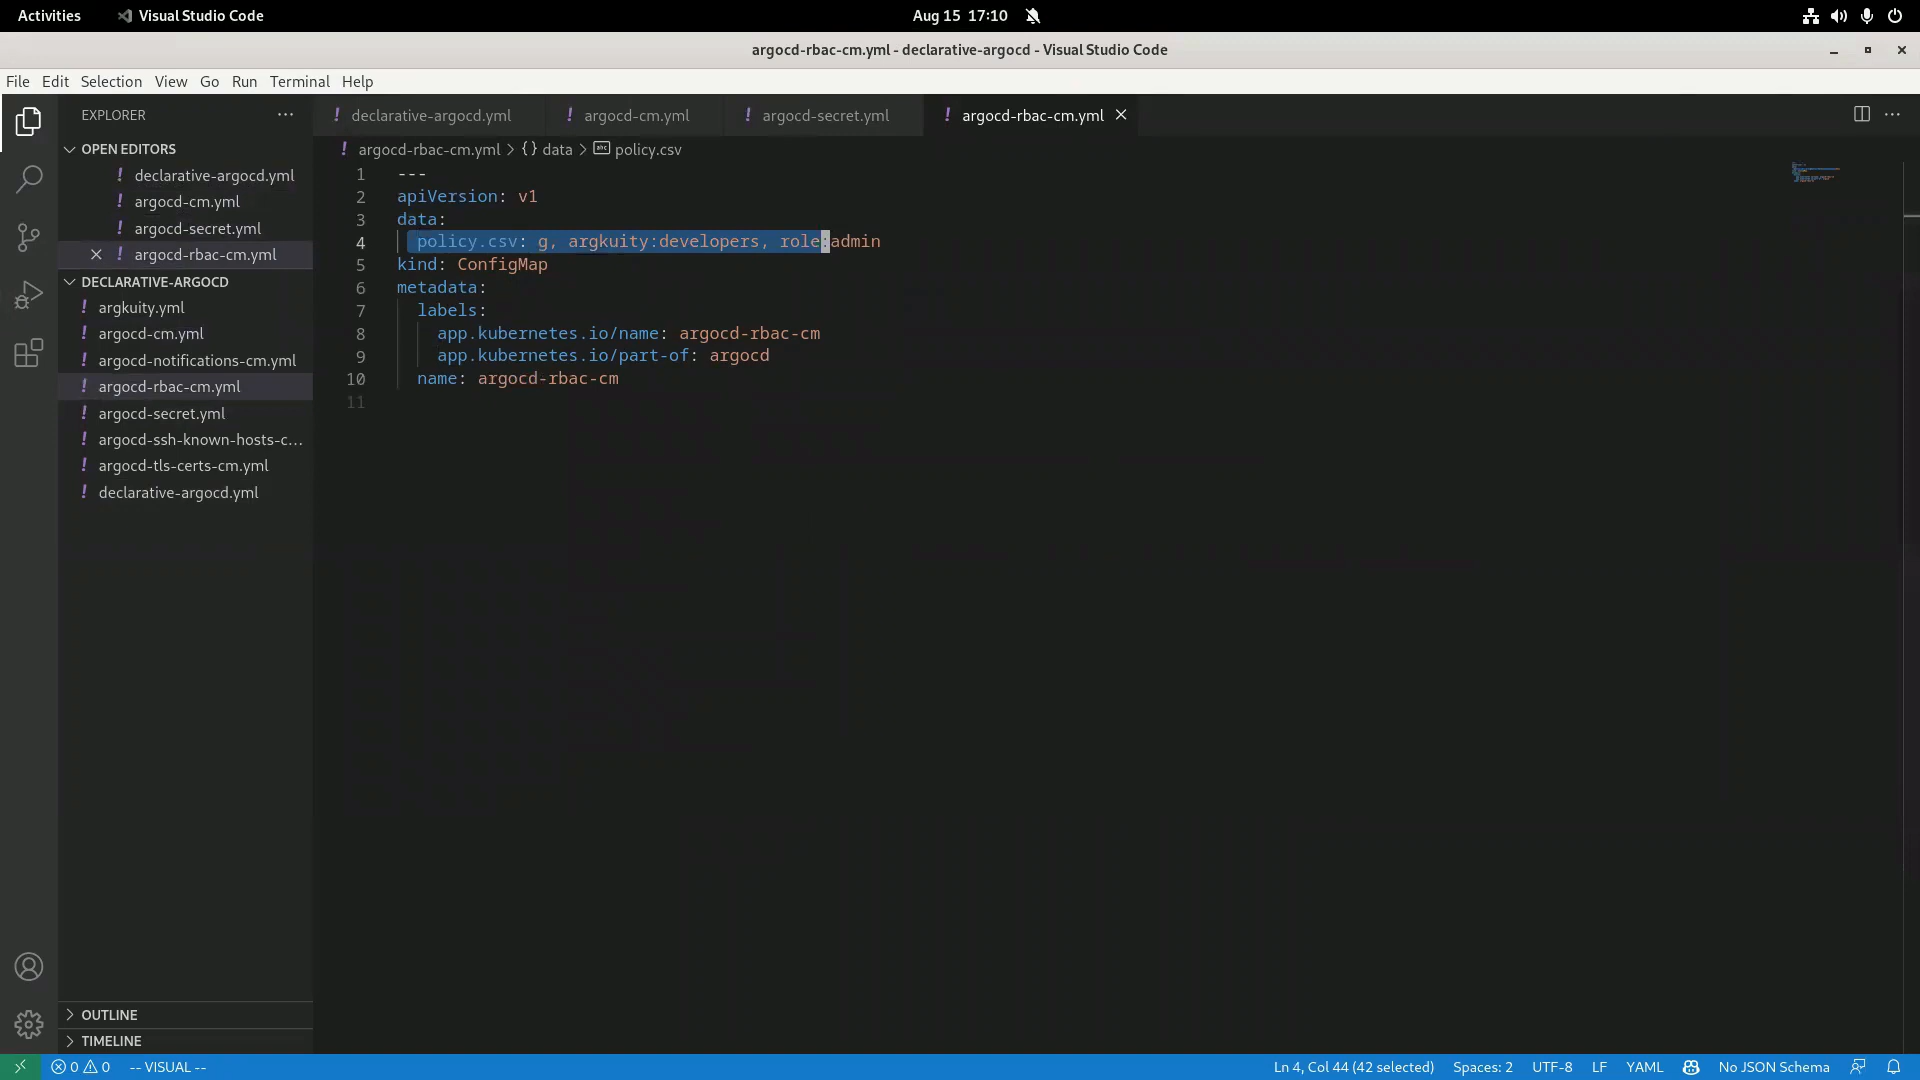 Activities
Visual Studio Code
Aug 15 17:10
argocd-rbac-cm.yml - declarative-argocd - Visual Studio Code
File Edit Selection View Go Run Terminal Help
EXPLORER
OPEN EDITORS
declarative-argocd.yml
argocd-cm.yml
argocd-secret.yml
argocd-rbac-cm.yml
DECLARATIVE-ARGOCD
argkuity.yml
argocd-cm.yml
argocd-notifications-cm.yml
argocd-rbac-cm.yml
argocd-secret.yml
argocd-ssh-known-hosts-c...
argocd-tls-certs-cm.yml
declarative-argocd.yml
OUTLINE
TIMELINE
declarative-argocd.yml argocd-cm.yml argocd-secret.yml argocd-rbac-cm.yml
argocd-rbac-cm.yml > {} data > policy.csv
1 ---
2 apiVersion: v1
3 data:
4 policy.csv: g, argkuity:developers, role:admin
5 kind: ConfigMap
6 metadata:
7 labels:
8 app.kubernetes.io/name: argocd-rbac-cm
9 app.kubernetes.io/part-of: argocd
10 name: argocd-rbac-cm
11
0 0 -- VISUAL -- Ln 4, Col 44 (42 selected) Spaces: 2 UTF-8 LF YAML No JSON Schema